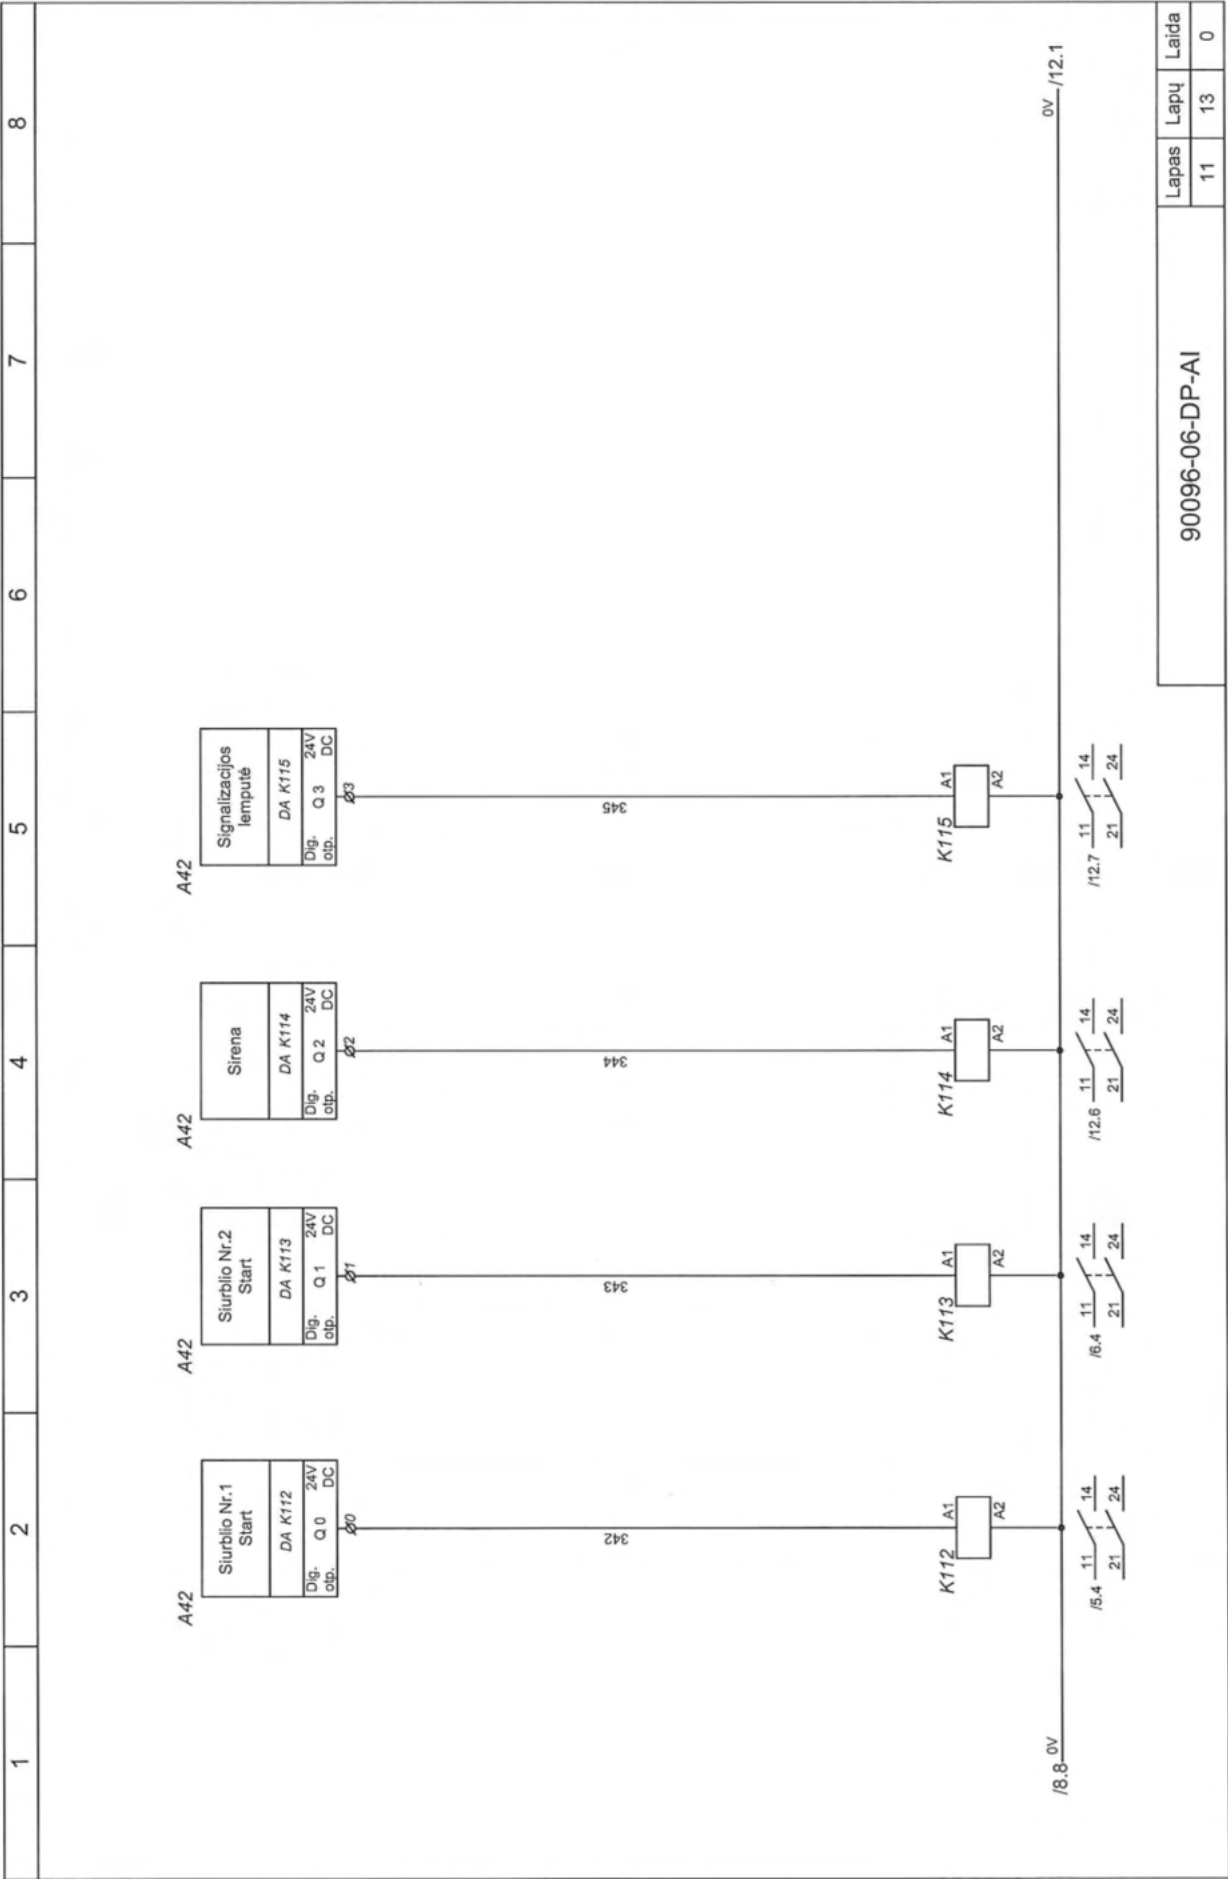 1 2 3 4 5 6 7 8
A42 A42 A42 A42
Siurblio Nr.1
Start
DA K112
Dig. Q 0 24V
otp. DC
0
Siurblio Nr.2
Start
DA K113
Dig. Q 1 24V
otp. DC
1
Sirena
DA K114
Dig. Q 2 24V
otp. DC
2
Signalizacijos
lemputė
DA K115
Dig. Q 3 24V
otp. DC
3
342 343 344 345
K112 A1
A2
K113 A1
A2
K114 A1
A2
K115 A1
A2
/8.8 0V
0V /12.1
/5.4 11 14
21 24
/6.4 11 14
21 24
/12.6 11 14
21 24
/12.7 11 14
21 24
90096-06-DP-AI
Lapas Lapų Laida
11 13 0